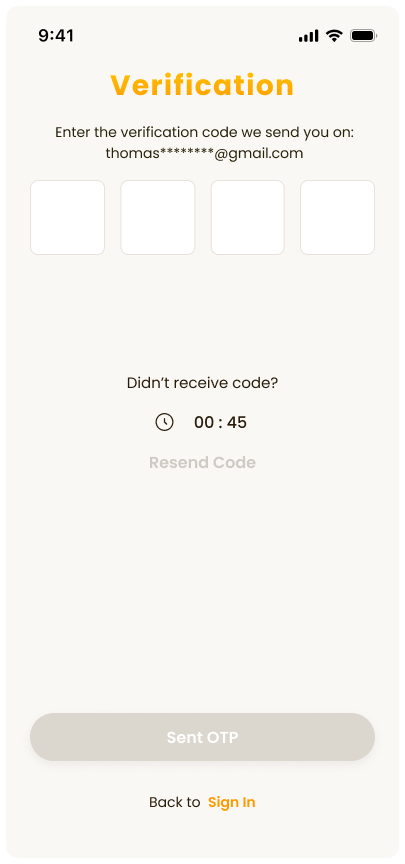 9:41
Verification
Enter the verification code we send you on:
thomas********@gmail.com
Didn't receive code?
00 : 45
Resend Code
Sent OTP
Back to Sign In